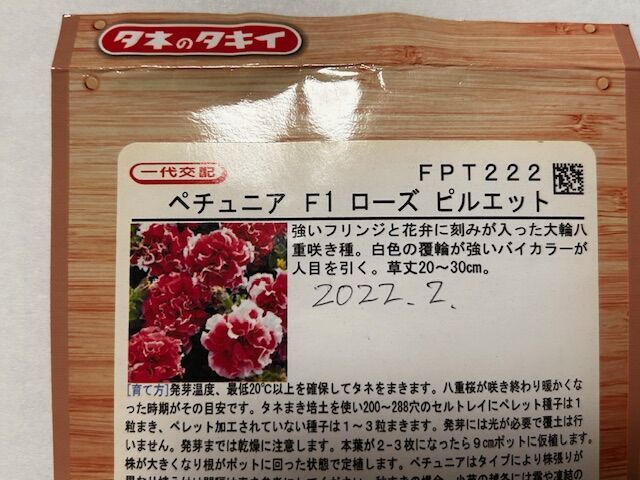 タネのタキイ
一代交配
FPT222
ペチュニア F1 ローズ ピルエット
強いフリンジと花弁に刻みが入った大輪八
重咲き種。白色の覆輪が強いバイカラーが
人目を引く。草丈20～30cm。
2022.2.
[育て方]発芽温度、最低20℃以上を確保してタネをまきます。八重桜が咲き終わり暖かくな
った時期がその目安です。タネまき培土を使い200～288穴のセルトレイにペレット種子は1
粒まき、ペレット加工されていない種子は1～3粒まきます。発芽には光が必要で覆土は行
いません。発芽までは乾燥に注意します。本葉が2-3枚になったら9cmポットに仮植します。
株が大きくなり根がポットに回った状態で定植します。ペチュニアはタイプにより株張りが